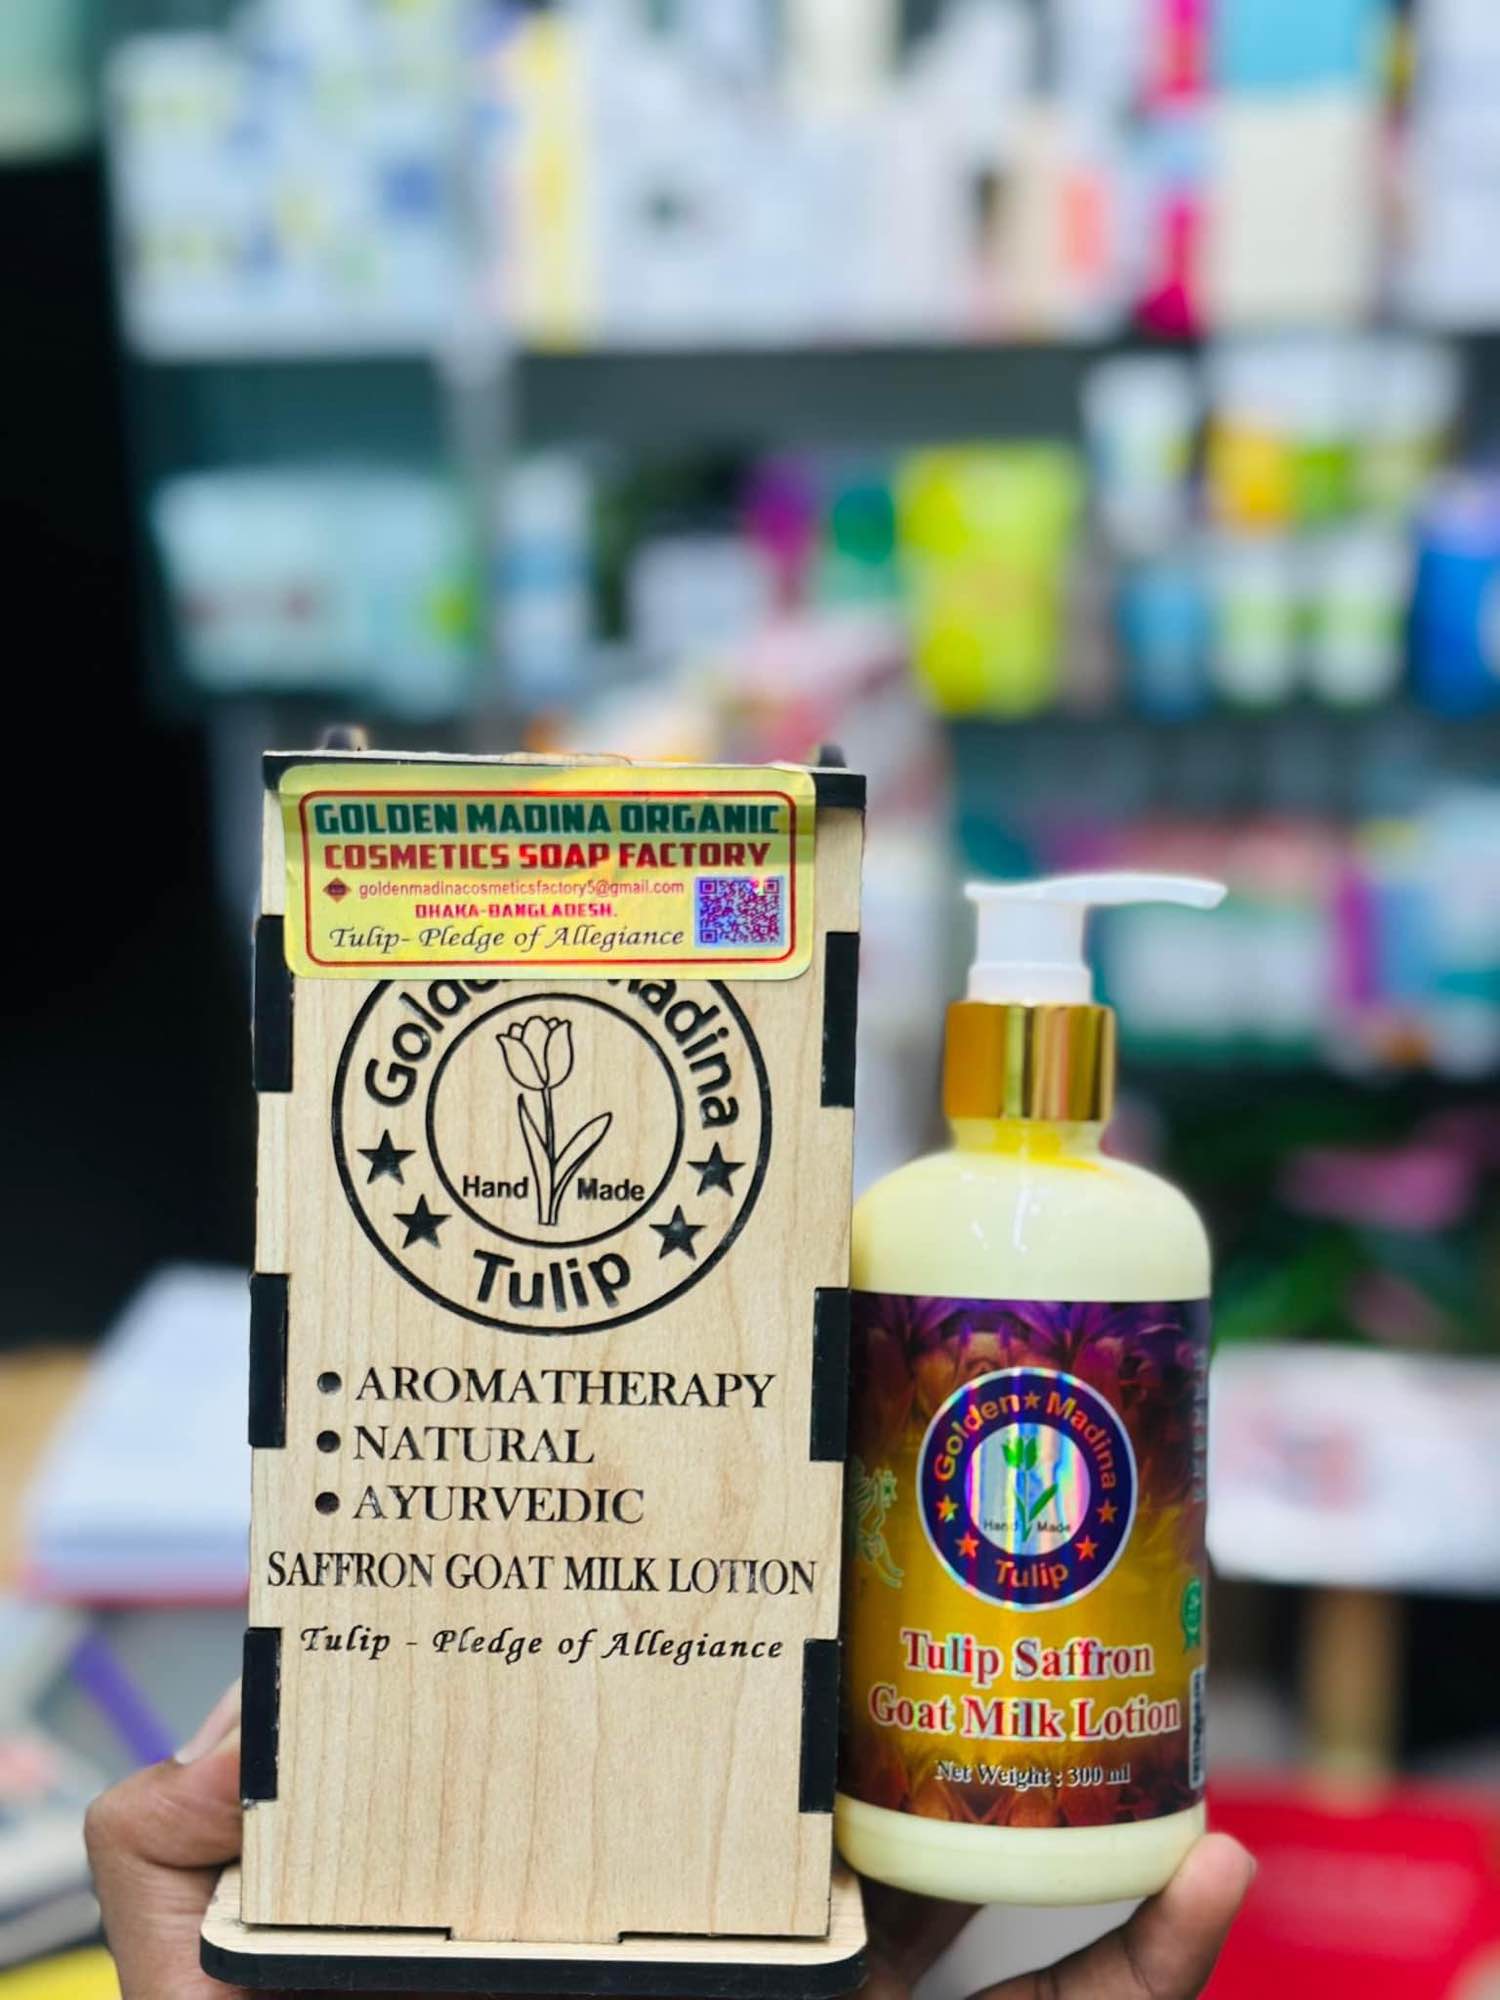 GOLDEN MADINA ORGANIC
COSMETICS SOAP FACTORY
goldenmadinacosmeticsfactory5@gmail.com
DHAKA-BANGLADESH.
Tulip- Pledge of Allegiance
Golden Madina
Hand Made
Tulip
• AROMATHERAPY
• NATURAL
• AYURVEDIC
SAFFRON GOAT MILK LOTION
Tulip - Pledge of Allegiance
Golden★Madina
Hand Made
Tulip
Tulip Saffron
Goat Milk Lotion
Net Weight : 300 ml